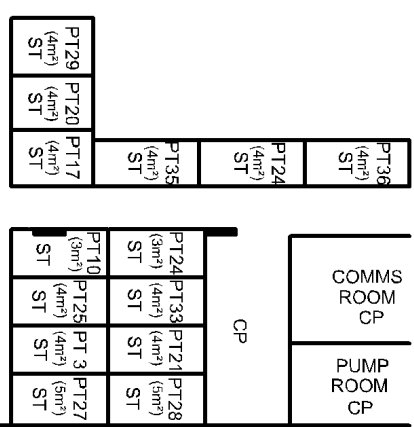 PT29
(4m²)
ST
PT20
(4m²)
ST
PT17
(4m²)
ST
PT35
(4m²)
ST
PT24
(4m²)
ST
PT36
(4m²)
ST
PT10
(3m²)
ST
PT24
(3m²)
ST
PT25
(4m²)
ST
PT33
(4m²)
ST
PT 3
(4m²)
ST
PT21
(4m²)
ST
PT27
(5m²)
ST
PT28
(5m²)
ST
CP
COMMS
ROOM
CP
PUMP
ROOM
CP